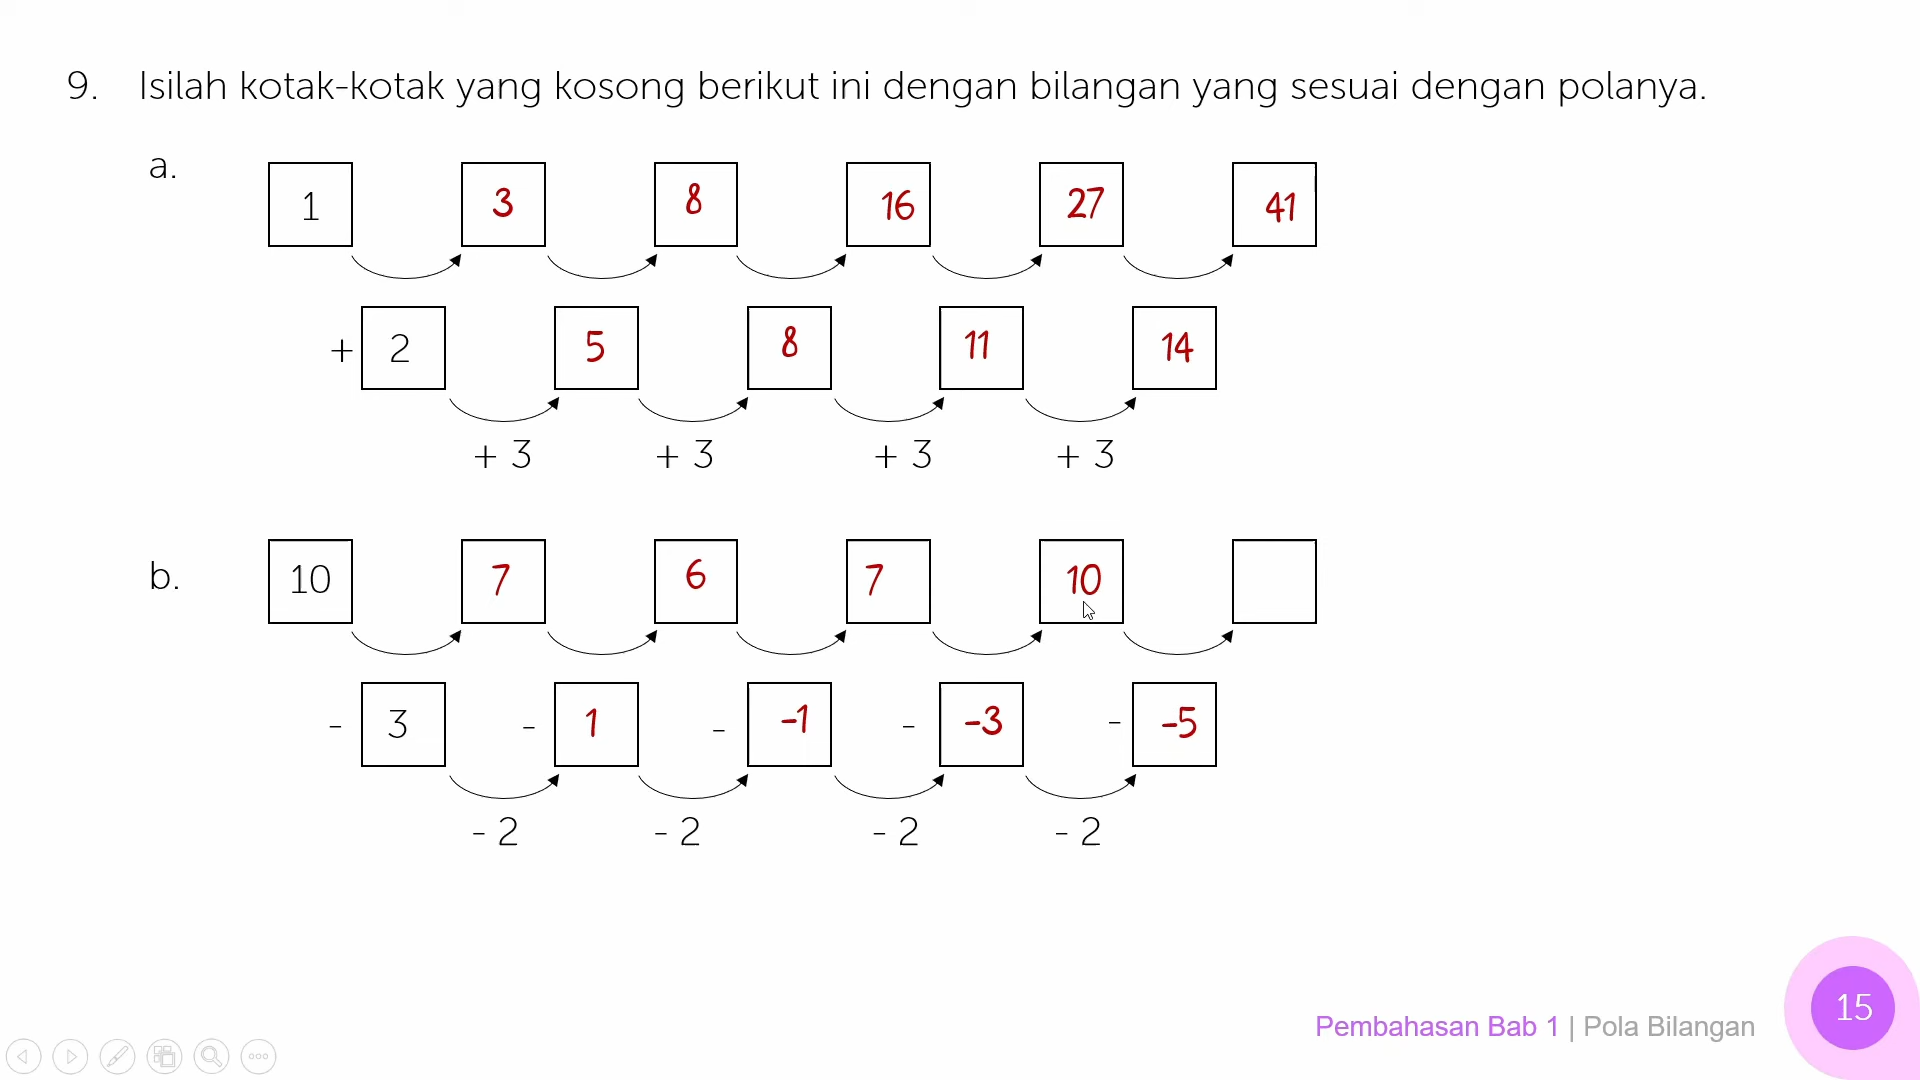 9. Isilah kotak-kotak yang kosong berikut ini dengan bilangan yang sesuai dengan polanya.
a.
1 3 8 16 27 41
+ 2 5 8 11 14
+ 3 + 3 + 3 + 3
b.
10 7 6 7 10
- 3 - 1 - -1 - -3 - -5
- 2 - 2 - 2 - 2
Pembahasan Bab 1 | Pola Bilangan
15